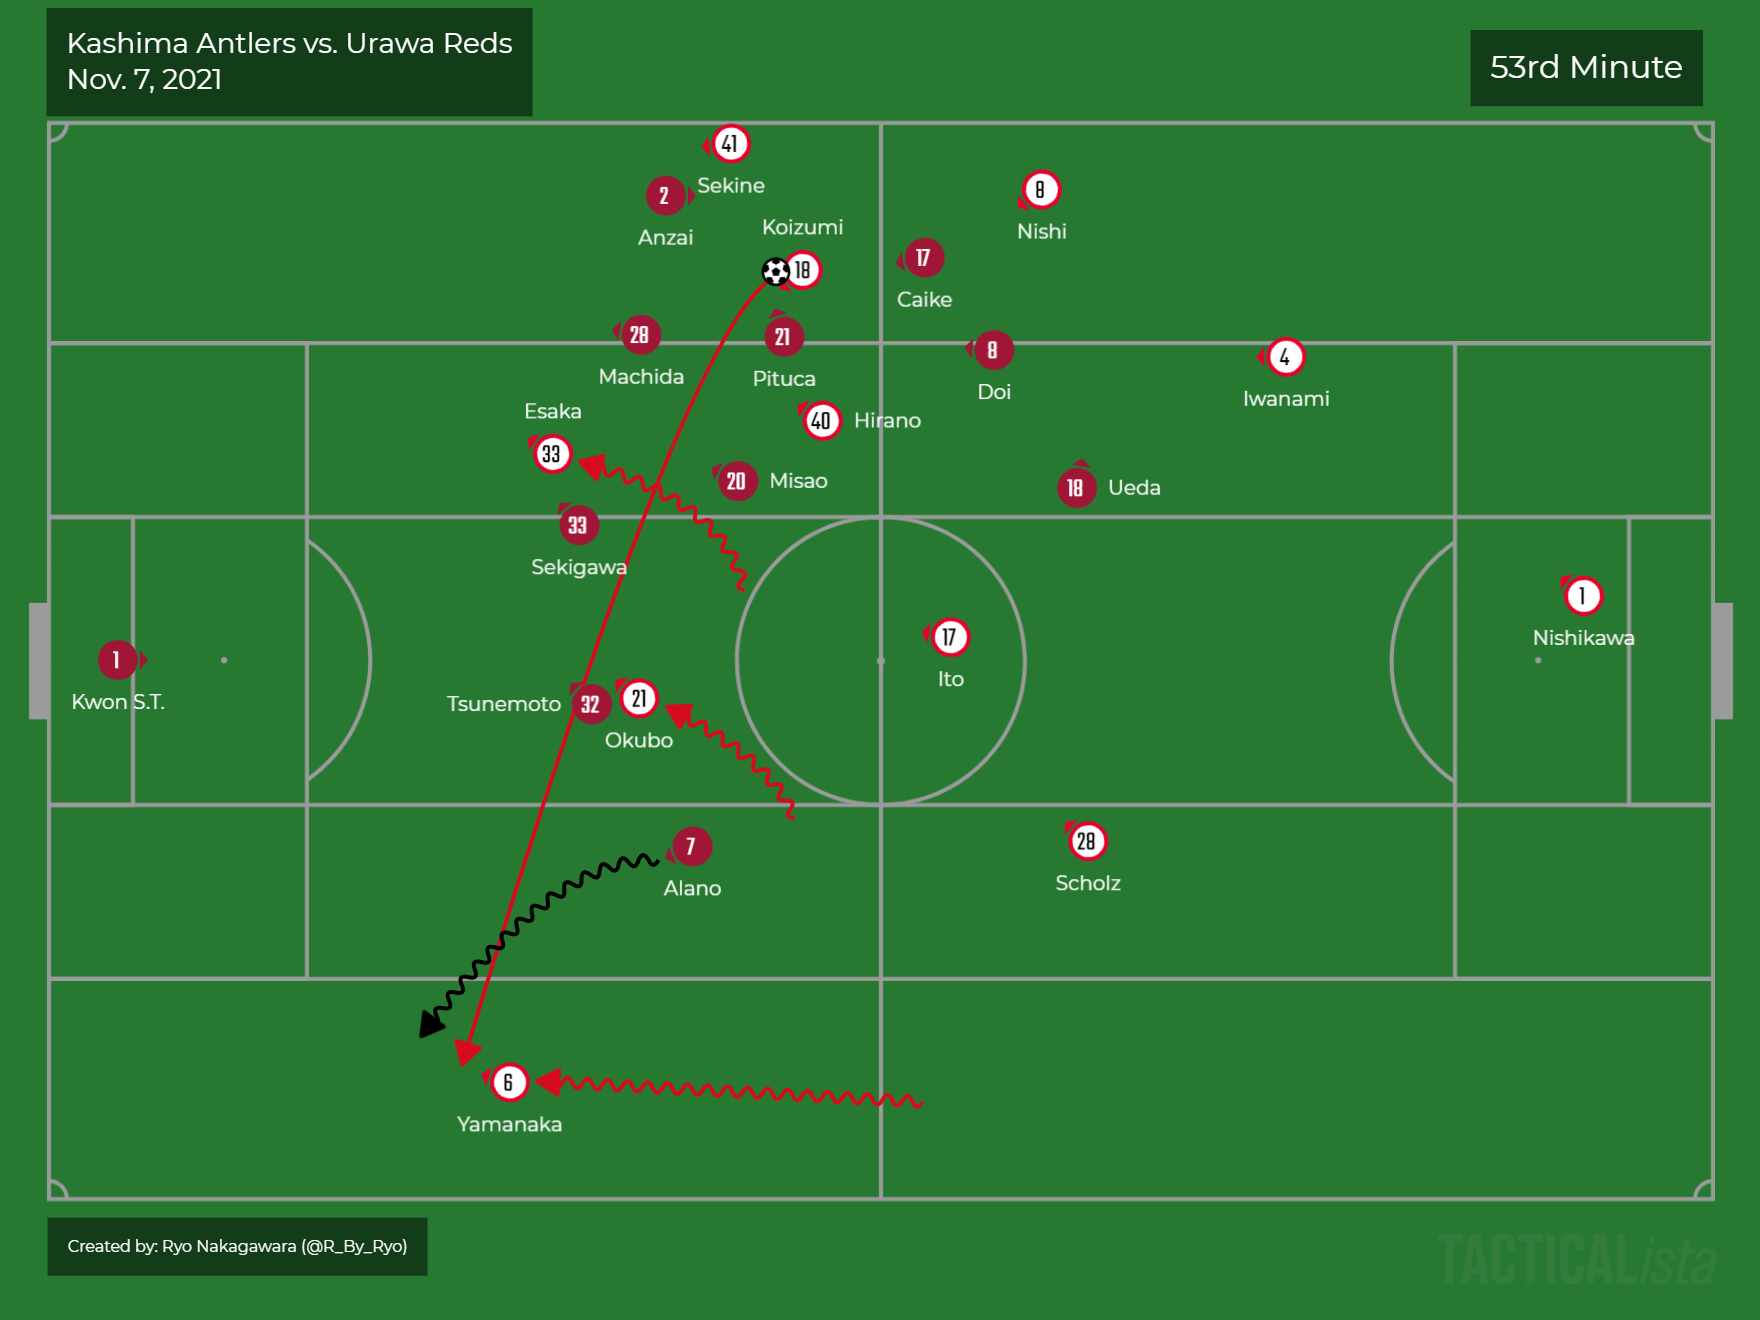 Kashima Antlers vs. Urawa Reds
Nov. 7, 2021
53rd Minute
41
Sekine
2
Anzai
8
Nishi
Koizumi
18
17
Caike
28
Machida
21
Pituca
8
Doi
4
Iwanami
Esaka
33
40
Hirano
20
Misao
18
Ueda
33
Sekigawa
1
Nishikawa
17
Ito
1
Kwon S.T.
Tsunemoto
32
21
Okubo
7
Alano
28
Scholz
6
Yamanaka
Created by: Ryo Nakagawara (@R_By_Ryo)
TACTICALista